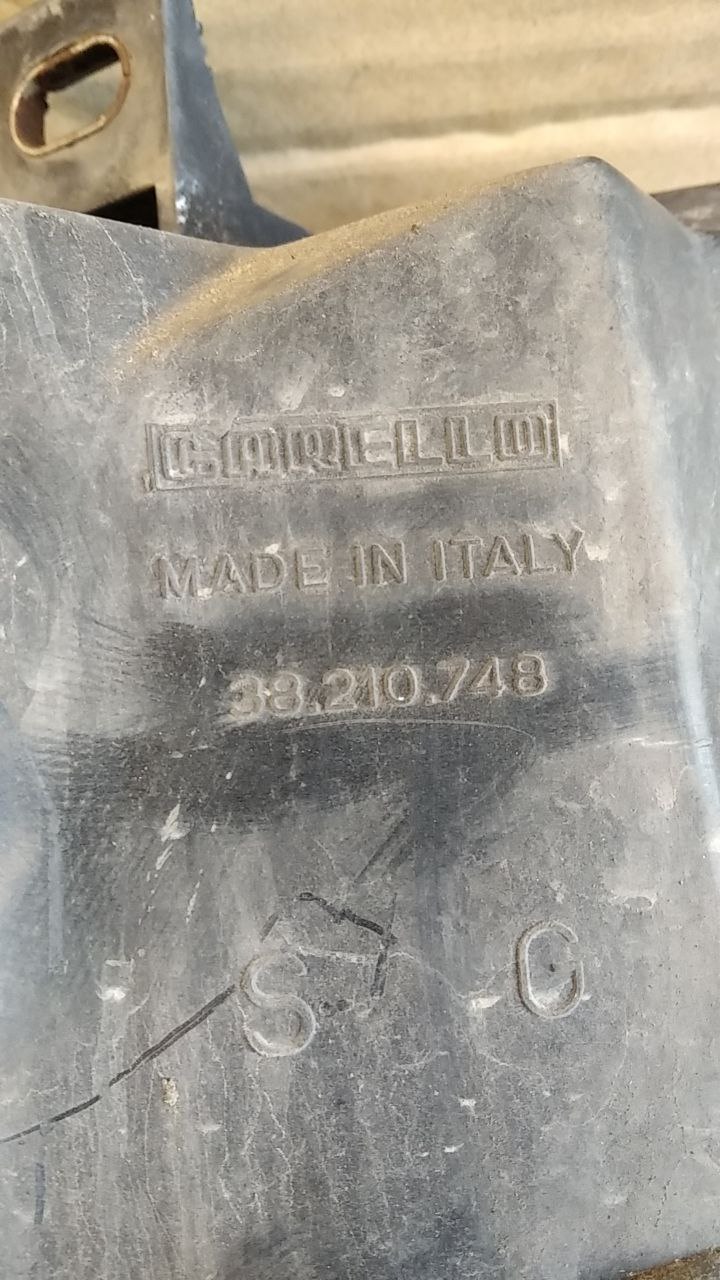 CARELLO
MADE IN ITALY
38.210.748
S C